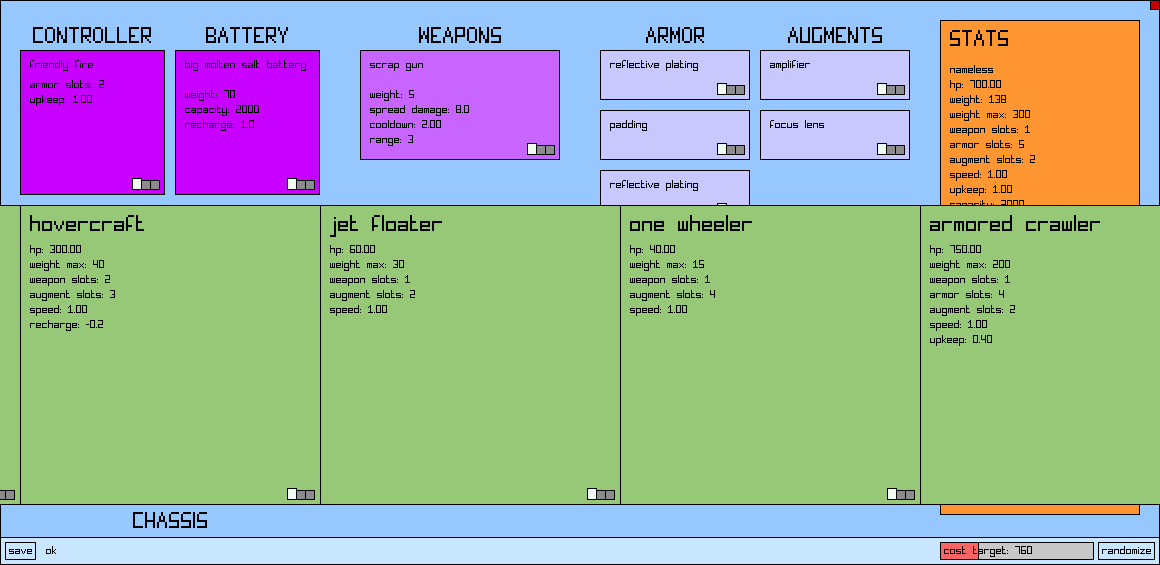 CONTROLLER
friendly fire
armor slots: 2
upkeep: 1.00
BATTERY
big molten salt battery
weight: 70
capacity: 2000
recharge: 1.0
WEAPONS
scrap gun
weight: 5
spread damage: 8.0
cooldown: 2.00
range: 3
ARMOR
reflective plating
padding
reflective plating
AUGMENTS
amplifier
focus lens
STATS
nameless
hp: 700.00
weight: 138
weight max: 300
weapon slots: 1
armor slots: 5
augment slots: 2
speed: 1.00
upkeep: 1.00
capacity: 2000
hovercraft
hp: 300.00
weight max: 40
weapon slots: 2
augment slots: 3
speed: 1.00
recharge: -0.2
jet floater
hp: 60.00
weight max: 30
weapon slots: 1
augment slots: 2
speed: 1.00
one wheeler
hp: 40.00
weight max: 15
weapon slots: 1
augment slots: 4
speed: 1.00
armored crawler
hp: 750.00
weight max: 200
weapon slots: 1
armor slots: 4
augment slots: 2
speed: 1.00
upkeep: 0.40
CHASSIS
save ok
cost target: 760
randomize